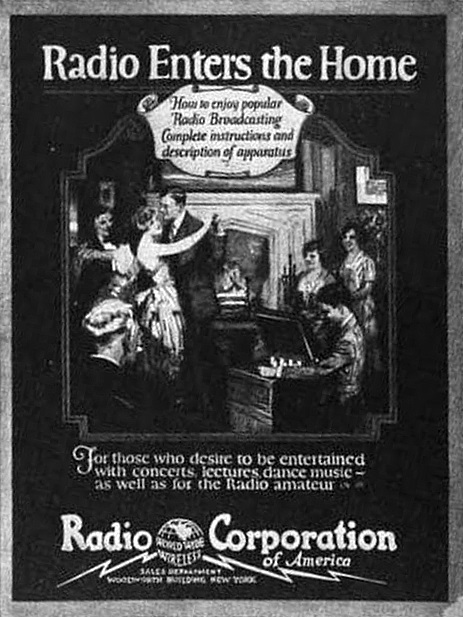 Radio Enters the Home
How to enjoy popular
Radio Broadcasting
Complete instructions and
description of apparatus
For those who desire to be entertained
with concerts, lectures, dance music—
as well as for the Radio amateur
Radio Corporation
WORLD WIDE
WIRELESS
of America
SALES DEPARTMENT
WOOLWORTH BUILDING NEW YORK